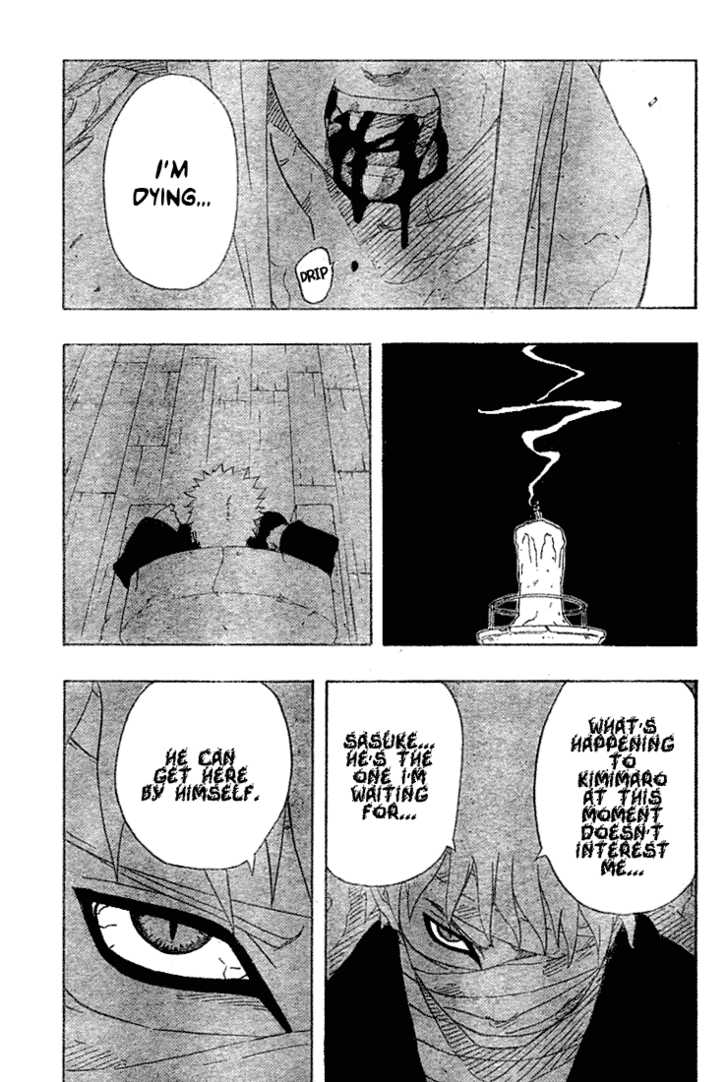 I'M
DYING...
DRIP
WHAT'S
HAPPENING
TO
KIMIMARO
AT THIS
MOMENT
DOESN'T
INTEREST
ME...
SASUKE...
HE'S THE
ONE I'M
WAITING
FOR...
HE CAN
GET HERE
BY HIMSELF.